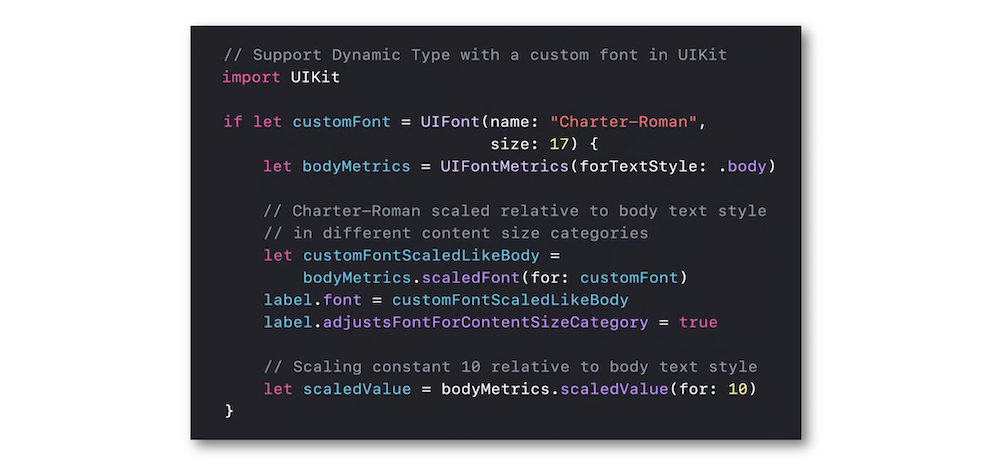 // Support Dynamic Type with a custom font in UIKit
import UIKit
if let customFont = UIFont(name: "Charter-Roman",
size: 17) {
let bodyMetrics = UIFontMetrics(forTextStyle: .body)
// Charter-Roman scaled relative to body text style
// in different content size categories
let customFontScaledLikeBody =
bodyMetrics.scaledFont(for: customFont)
label.font = customFontScaledLikeBody
label.adjustsFontForContentSizeCategory = true
// Scaling constant 10 relative to body text style
let scaledValue = bodyMetrics.scaledValue(for: 10)
}